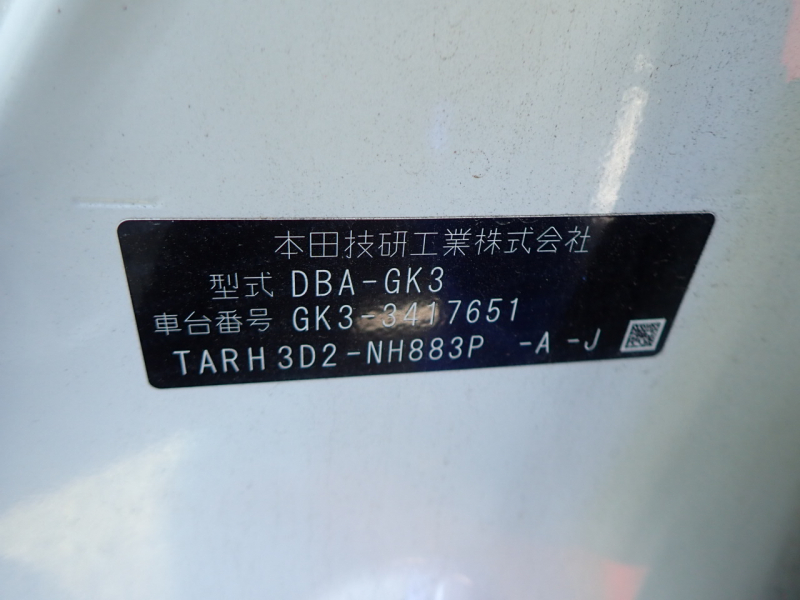 本田技研工業株式会社
型式 DBA-GK3
車台番号 GK3-3417651
TARH3D2-NH883P -A-J